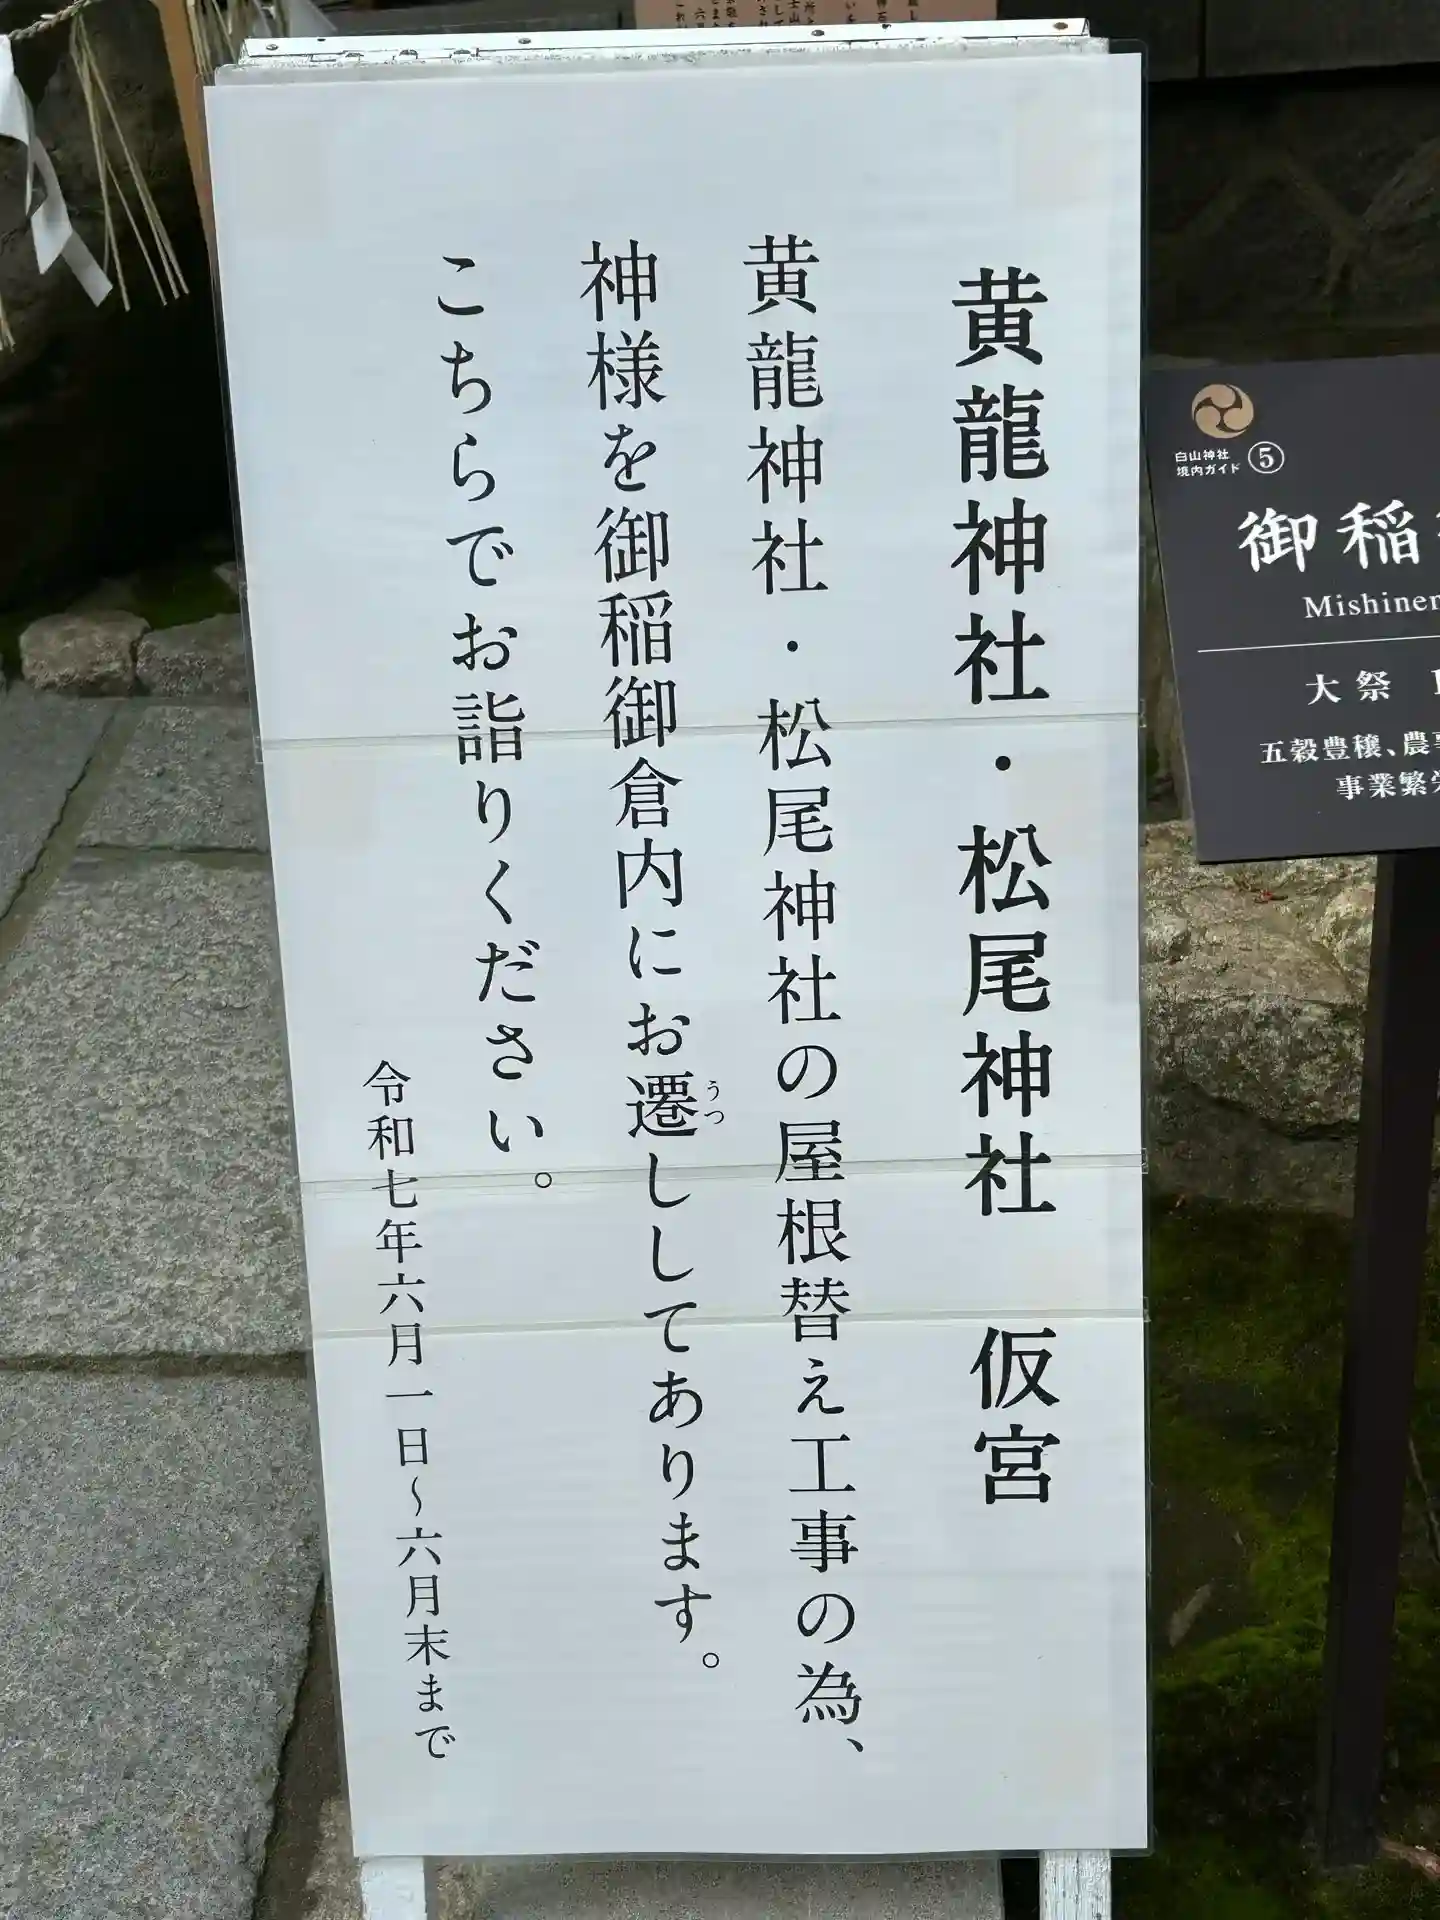 黄龍神社・松尾神社　仮宮
黄龍神社・松尾神社の屋根替え工事の為、
神様を御稲御倉内にお遷ししてあります。
うつ
こちらでお詣りください。
令和七年六月一日〜六月末まで
白山神社
境内ガイド ⑤
御稲
Mishine
大祭
五穀豊穣、農
事業繁